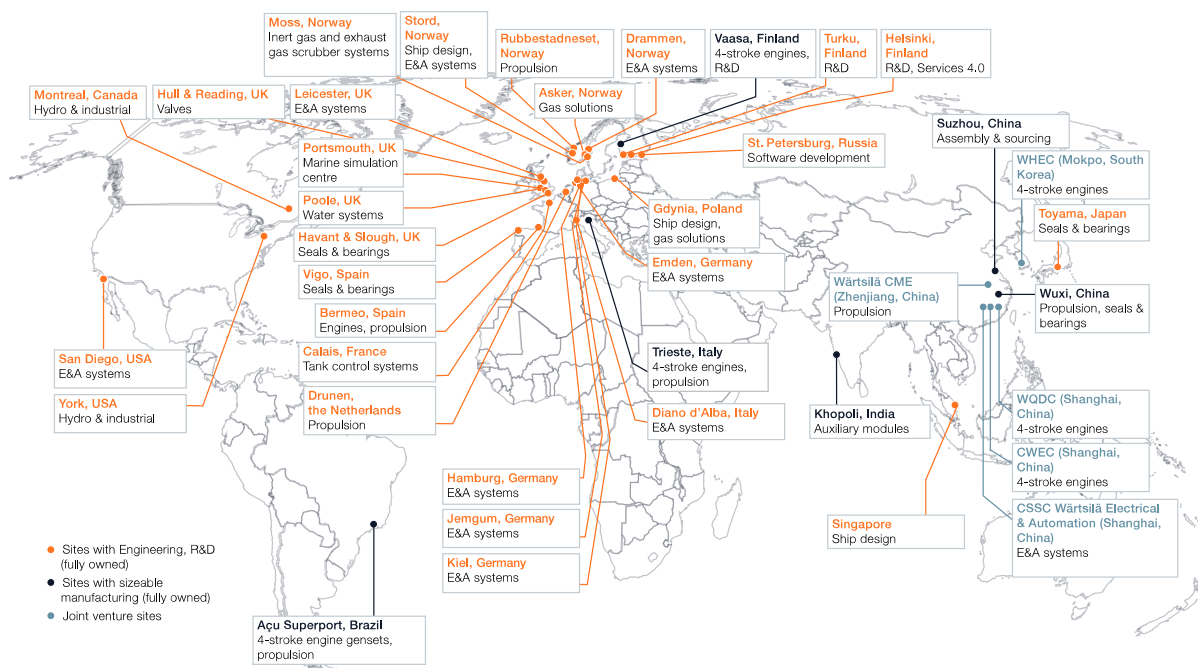 Moss, Norway
Inert gas and exhaust
gas scrubber systems
Stord,
Norway
Ship design,
E&A systems
Rubbestadneset,
Norway
Propulsion
Drammen,
Norway
E&A systems
Vaasa, Finland
4-stroke engines,
R&D
Turku,
Finland
R&D
Helsinki,
Finland
R&D, Services 4.0
Montreal, Canada
Hydro & industrial
Hull & Reading, UK
Valves
Leicester, UK
E&A systems
Asker, Norway
Gas solutions
Portsmouth, UK
Marine simulation
centre
St. Petersburg, Russia
Software development
Suzhou, China
Assembly & sourcing
WHEC (Mokpo, South
Korea)
4-stroke engines
Poole, UK
Water systems
Gdynia, Poland
Ship design,
gas solutions
Toyama, Japan
Seals & bearings
Havant & Slough, UK
Seals & bearings
Emden, Germany
E&A systems
Vigo, Spain
Seals & bearings
Wärtsilä CME
(Zhenjiang, China)
Propulsion
Wuxi, China
Propulsion, seals &
bearings
Bermeo, Spain
Engines, propulsion
San Diego, USA
E&A systems
Calais, France
Tank control systems
Trieste, Italy
4-stroke engines,
propulsion
York, USA
Hydro & industrial
Drunen,
the Netherlands
Propulsion
Diano d'Alba, Italy
E&A systems
Khopoli, India
Auxiliary modules
WQDC (Shanghai,
China)
4-stroke engines
CWEC (Shanghai,
China)
4-stroke engines
Hamburg, Germany
E&A systems
Jemgum, Germany
E&A systems
Kiel, Germany
E&A systems
Singapore
Ship design
CSSC Wärtsilä Electrical
& Automation (Shanghai,
China)
E&A systems
Sites with Engineering, R&D
(fully owned)
Sites with sizeable
manufacturing (fully owned)
Joint venture sites
Açu Superport, Brazil
4-stroke engine gensets,
propulsion